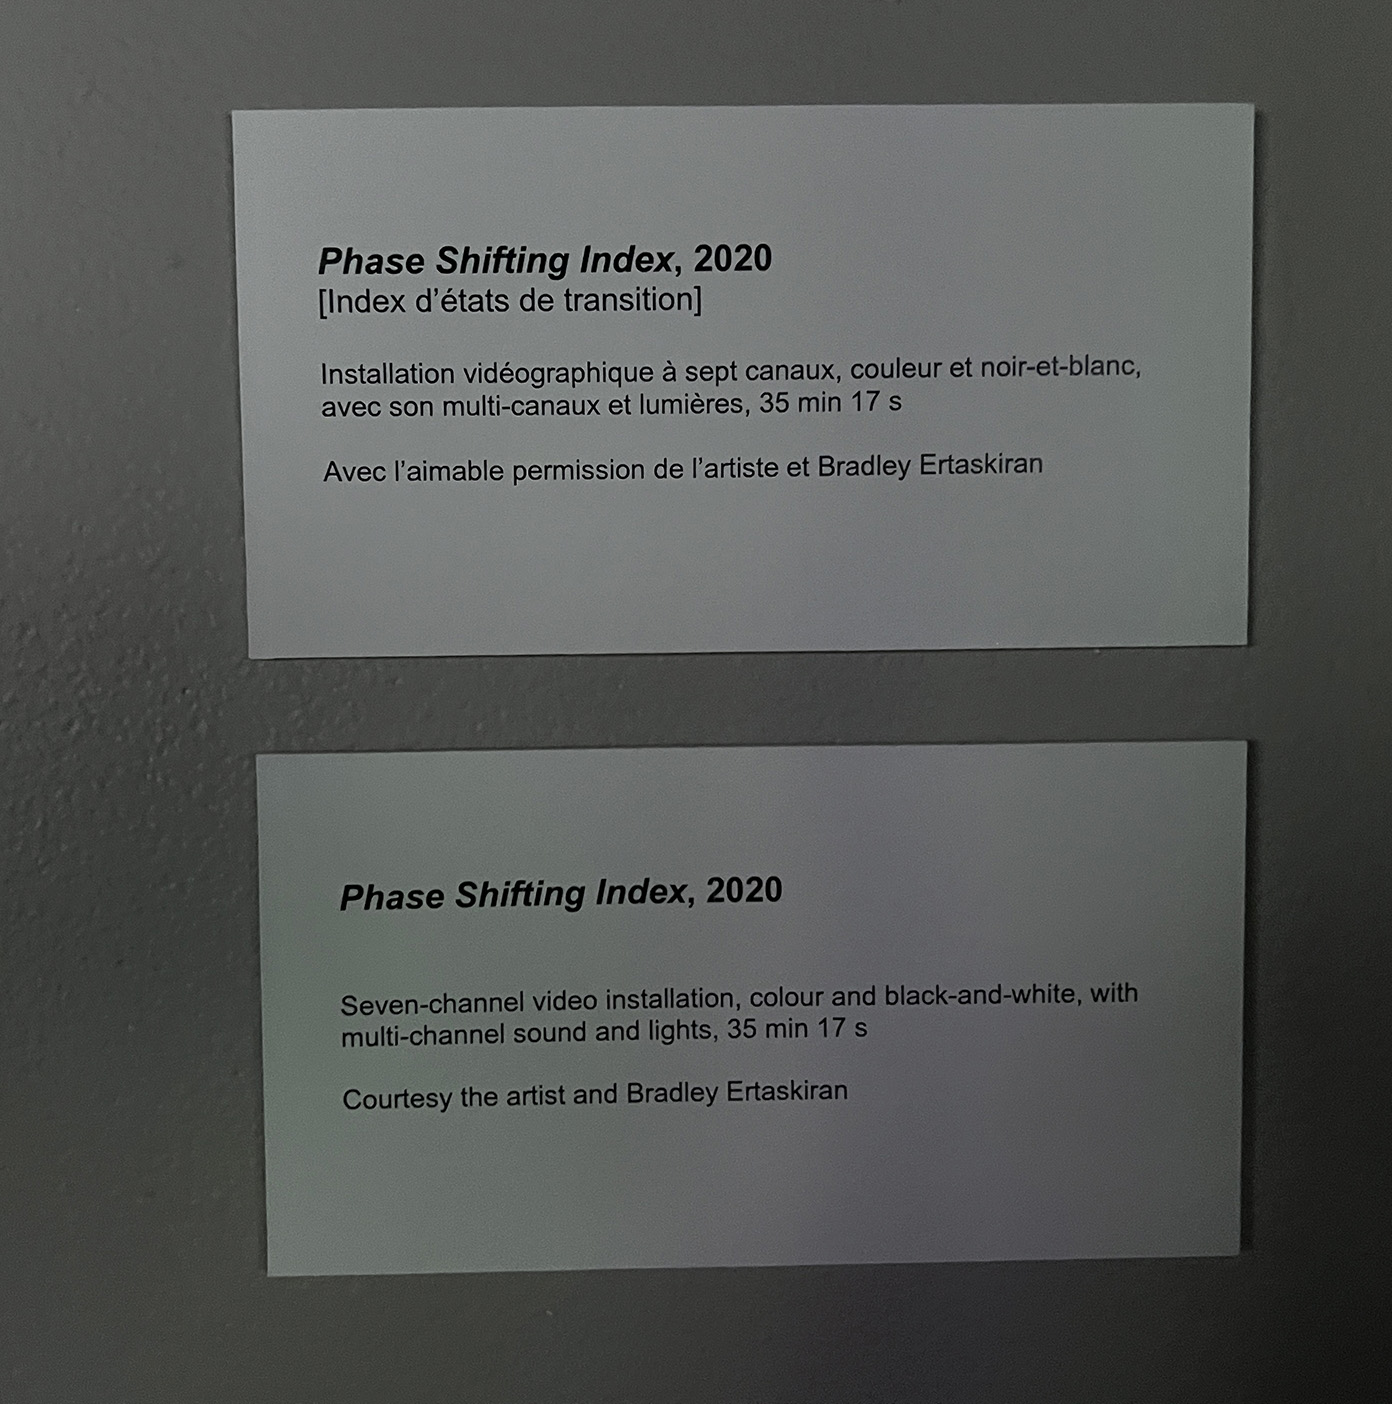 Phase Shifting Index, 2020
[Index d'états de transition]
Installation vidéographique à sept canaux, couleur et noir-et-blanc,
avec son multi-canaux et lumières, 35 min 17 s
Avec l'aimable permission de l'artiste et Bradley Ertaskiran
Phase Shifting Index, 2020
Seven-channel video installation, colour and black-and-white, with
multi-channel sound and lights, 35 min 17 s
Courtesy the artist and Bradley Ertaskiran